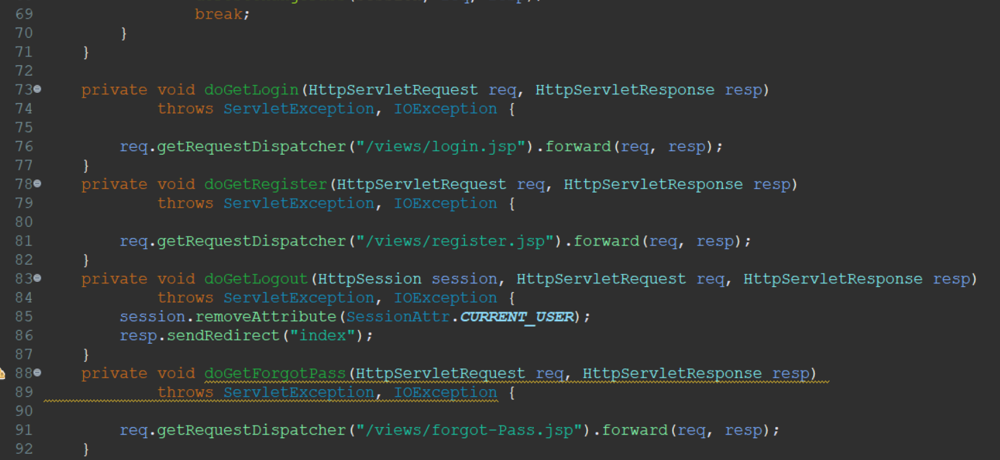 69                 break;
70         }
71     }
72
73     private void doGetLogin(HttpServletRequest req, HttpServletResponse resp)
74             throws ServletException, IOException {
75
76         req.getRequestDispatcher("/views/login.jsp").forward(req, resp);
77     }
78     private void doGetRegister(HttpServletRequest req, HttpServletResponse resp)
79             throws ServletException, IOException {
80
81         req.getRequestDispatcher("/views/register.jsp").forward(req, resp);
82     }
83     private void doGetLogout(HttpSession session, HttpServletRequest req, HttpServletResponse resp)
84             throws ServletException, IOException {
85         session.removeAttribute(SessionAttr.CURRENT_USER);
86         resp.sendRedirect("index");
87     }
88     private void doGetForgotPass(HttpServletRequest req, HttpServletResponse resp)
89             throws ServletException, IOException {
90
91         req.getRequestDispatcher("/views/forgot-Pass.jsp").forward(req, resp);
92     }